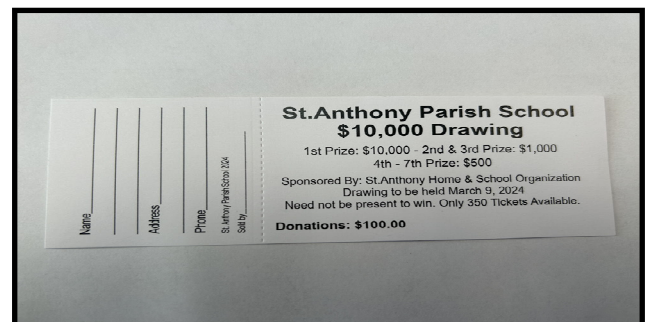 Name
Address
Phone
St. Anthony Parish School 2024
Sold by
St.Anthony Parish School
$10,000 Drawing
1st Prize: $10,000 - 2nd & 3rd Prize: $1,000
4th - 7th Prize: $500
Sponsored By: St.Anthony Home & School Organization
Drawing to be held March 9, 2024
Need not be present to win. Only 350 Tickets Available.
Donations: $100.00